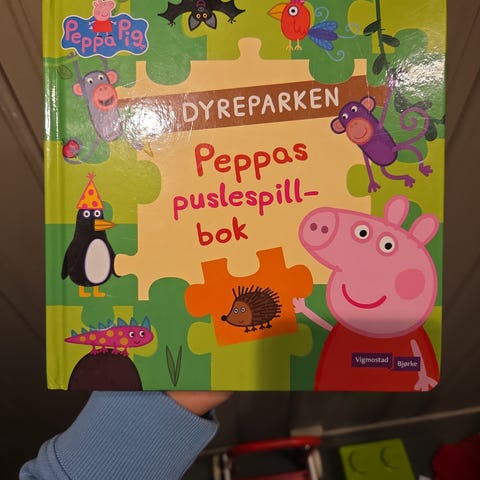 Peppa Pig
DYREPARKEN
Peppas
puslespill-
bok
Vigmostad Bjørke